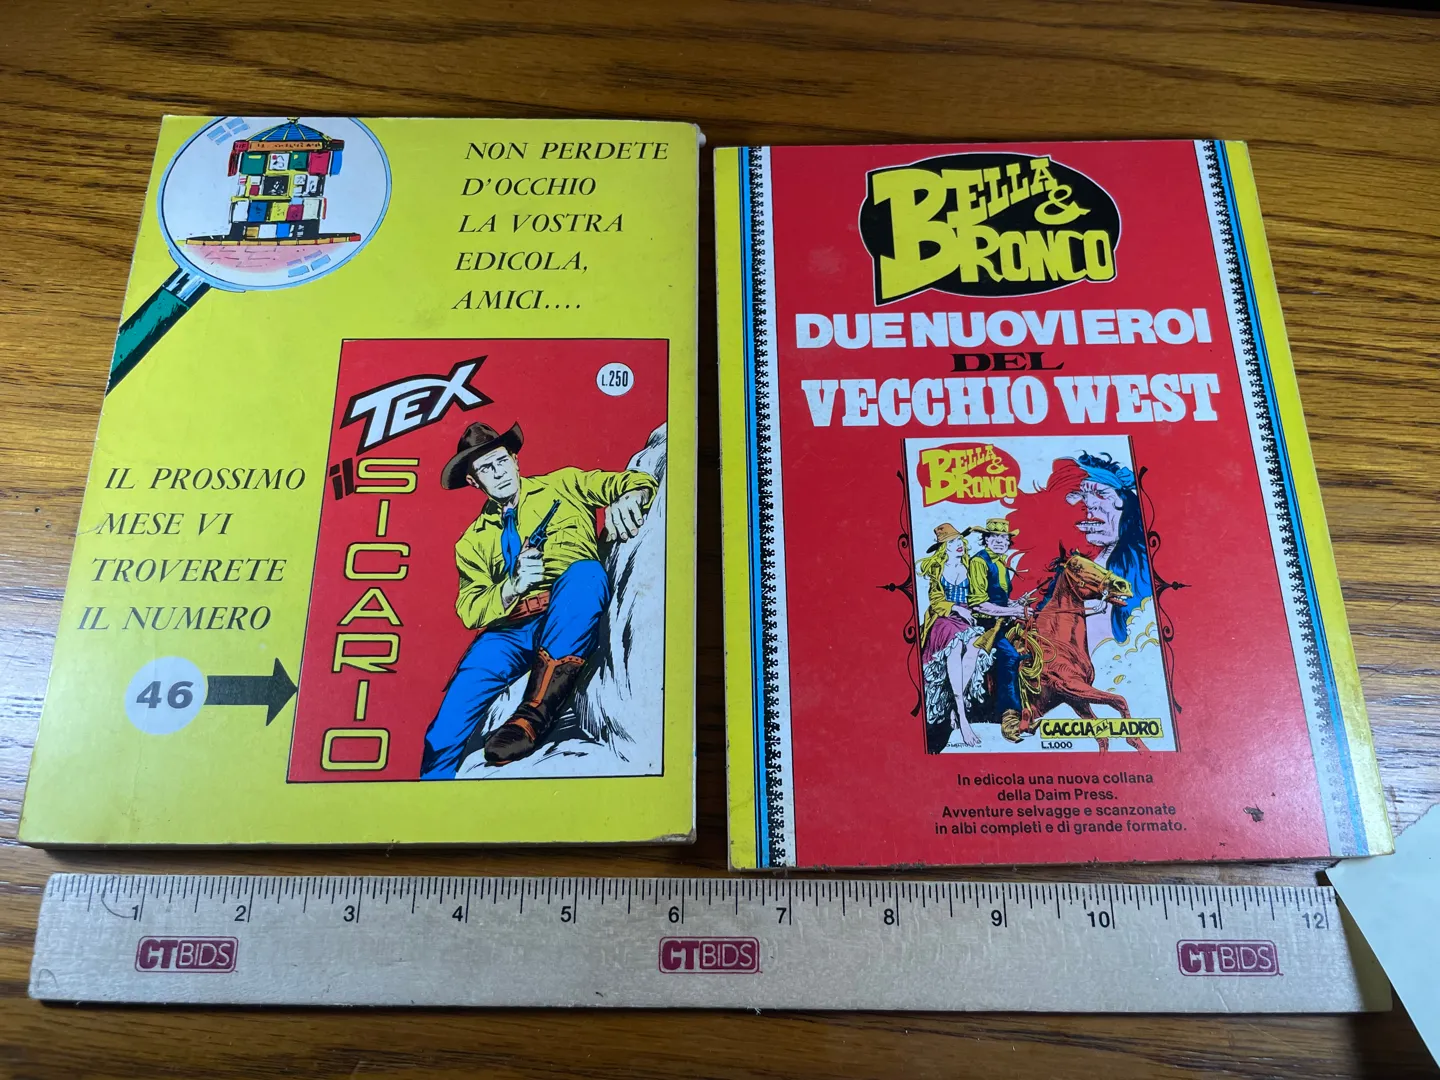 NON PERDETE
D'OCCHIO
LA VOSTRA
EDICOLA,
AMICI....
TEX
L.250
il
SICARIO
IL PROSSIMO
MESE VI
TROVERETE
IL NUMERO
46
BELLA &
BRONCO
DUE NUOVI EROI
DEL
VECCHIO WEST
BELLA &
BRONCO
CACCIA AL LADRO
L.1.000
In edicola una nuova collana
della Daim Press.
Avventure selvagge e scanzonate
in albi completi e di grande formato.
1 2 3 4 5 6 7 8 9 10 11 12
CTBIDS CTBIDS CTBIDS